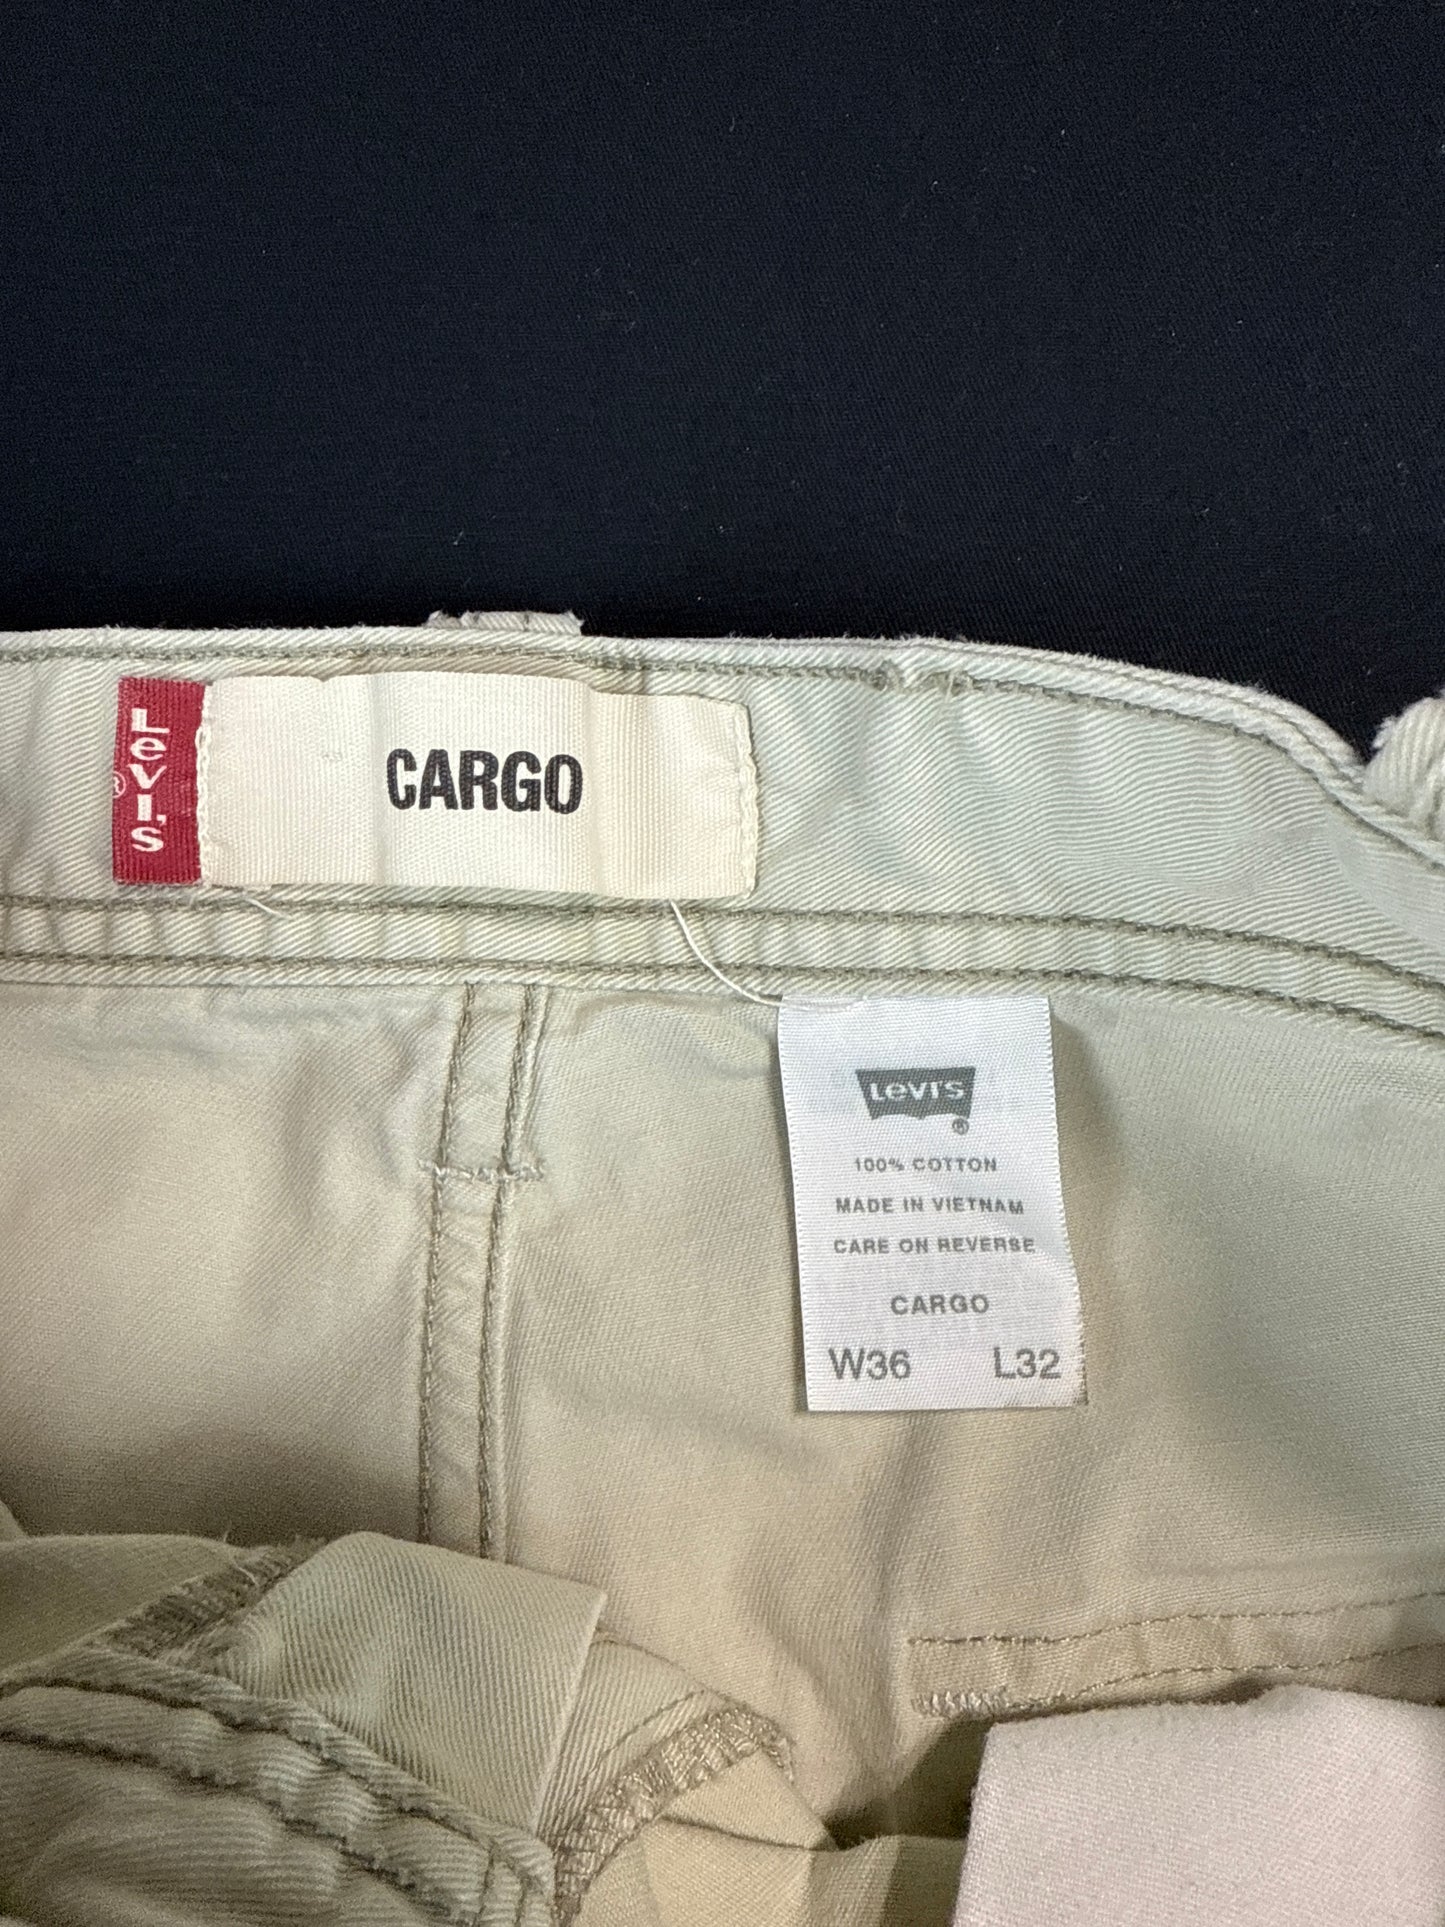 Levi's
®
CARGO
Levi's
®
100% COTTON
MADE IN VIETNAM
CARE ON REVERSE
CARGO
W36 L32